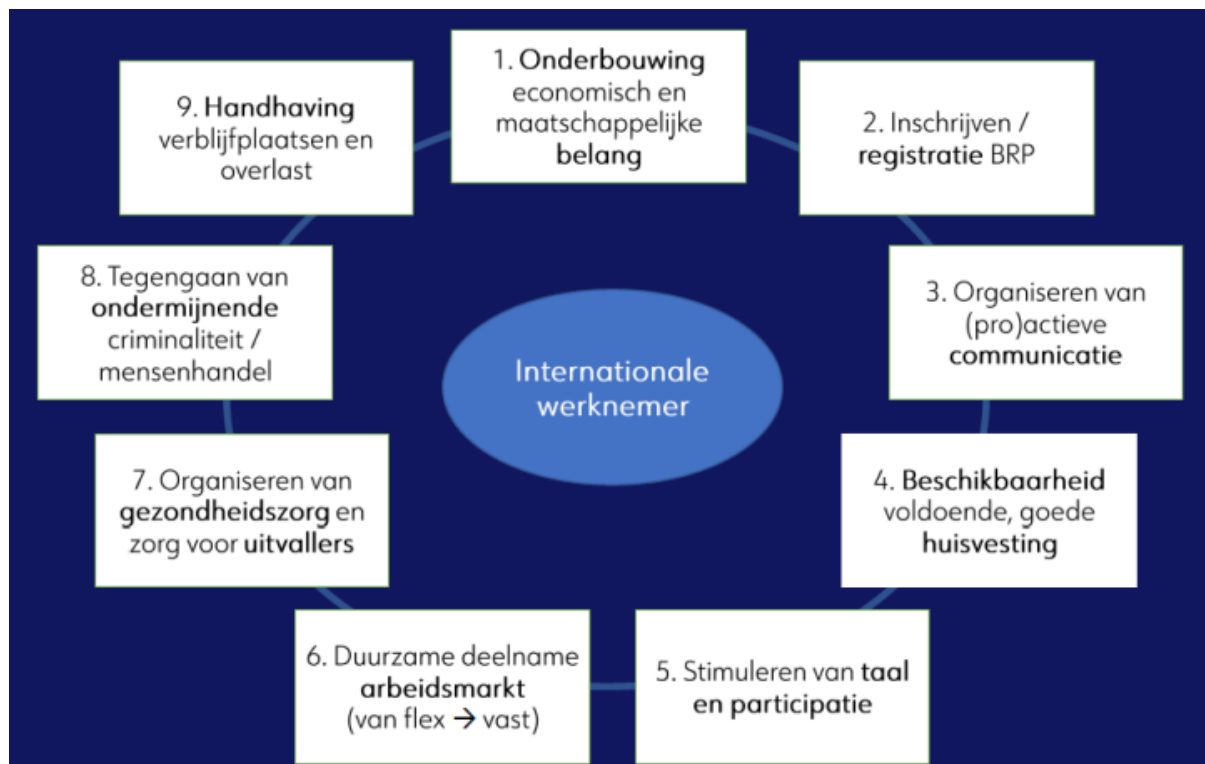 1. Onderbouwing
economisch en
maatschappelijke
belang
2. Inschrijven /
registratie BRP
3. Organiseren van
(pro)actieve
communicatie
4. Beschikbaarheid
voldoende, goede
huisvesting
5. Stimuleren van taal
en participatie
6. Duurzame deelname
arbeidsmarkt
(van flex → vast)
7. Organiseren van
gezondheidszorg en
zorg voor uitvallers
8. Tegengaan van
ondermijnende
criminaliteit /
mensenhandel
9. Handhaving
verblijfplaatsen en
overlast
Internationale
werknemer